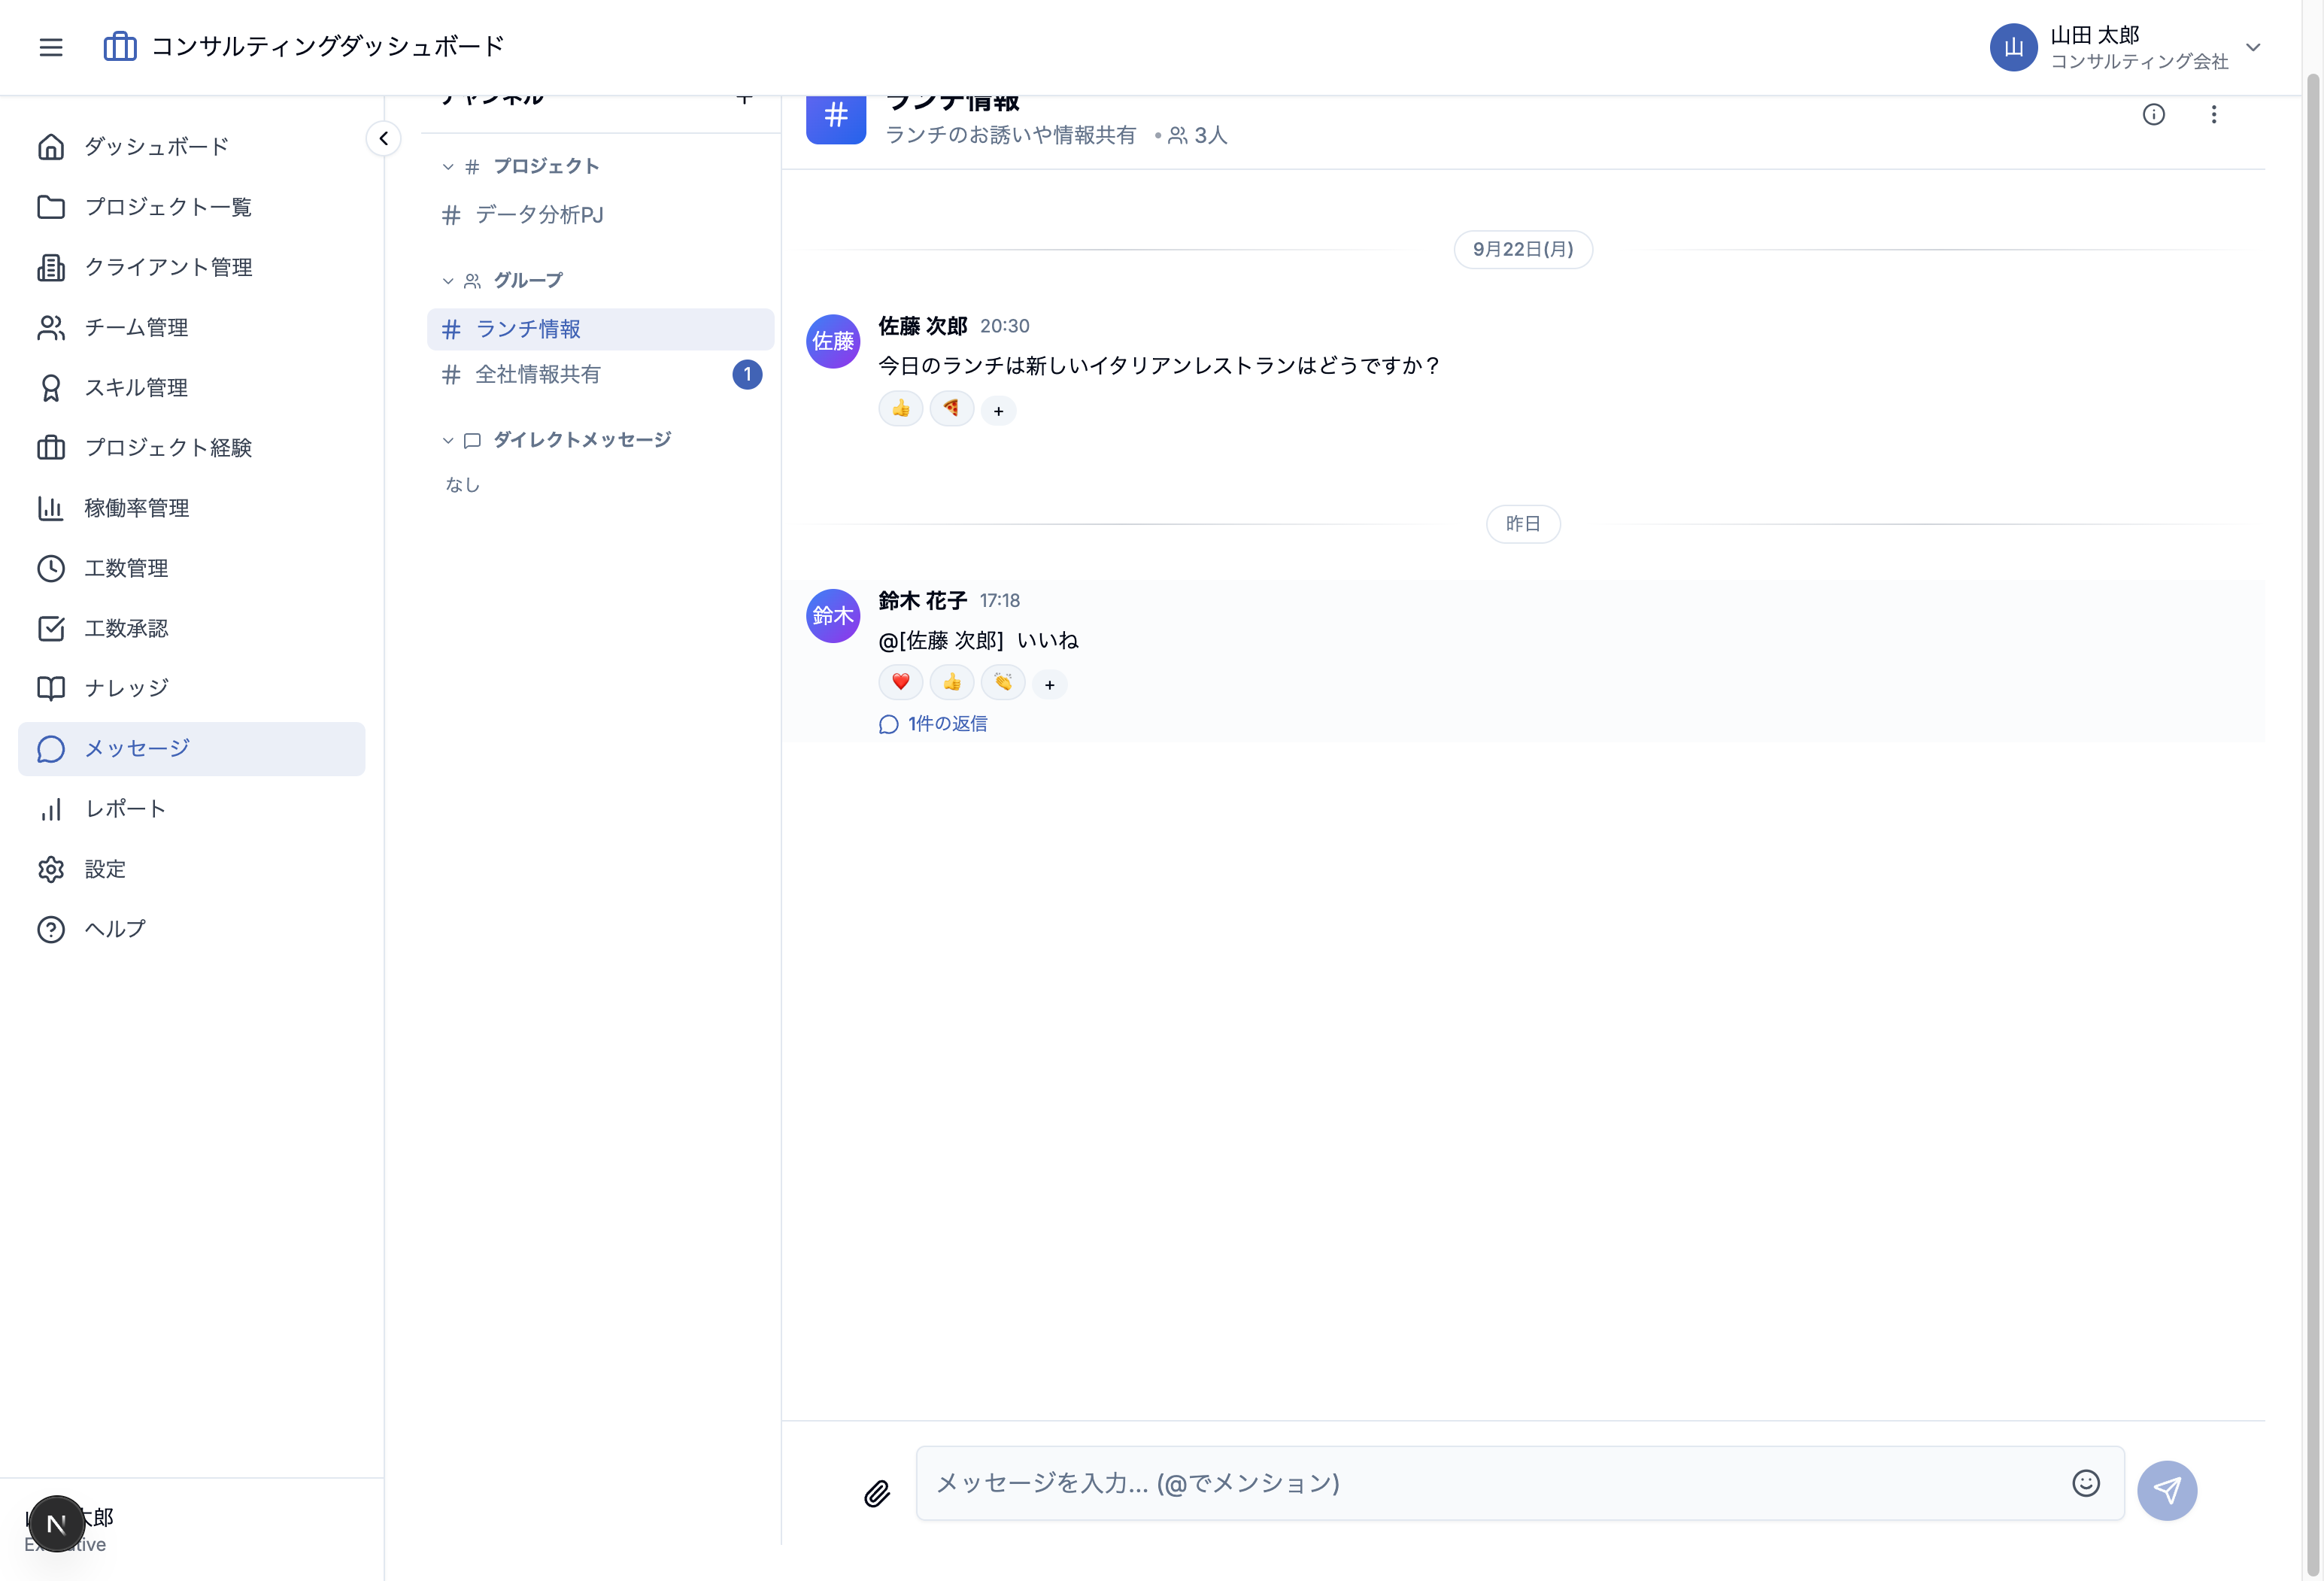 コンサルティングダッシュボード
山
山田 太郎
コンサルティング会社
ダッシュボード
プロジェクト一覧
クライアント管理
チーム管理
スキル管理
プロジェクト経験
稼働率管理
工数管理
工数承認
ナレッジ
メッセージ
レポート
設定
ヘルプ
太郎
N
チャンネル
# プロジェクト
# データ分析PJ
グループ
# ランチ情報
# 全社情報共有 1
ダイレクトメッセージ
なし
# ランチ情報
ランチのお誘いや情報共有 • 3人
9月22日(月)
佐藤
佐藤 次郎 20:30
今日のランチは新しいイタリアンレストランはどうですか？
👍 🍕 +
昨日
鈴木
鈴木 花子 17:18
@[佐藤 次郎] いいね
❤️ 👍 👏 +
1件の返信
メッセージを入力... (@でメンション)